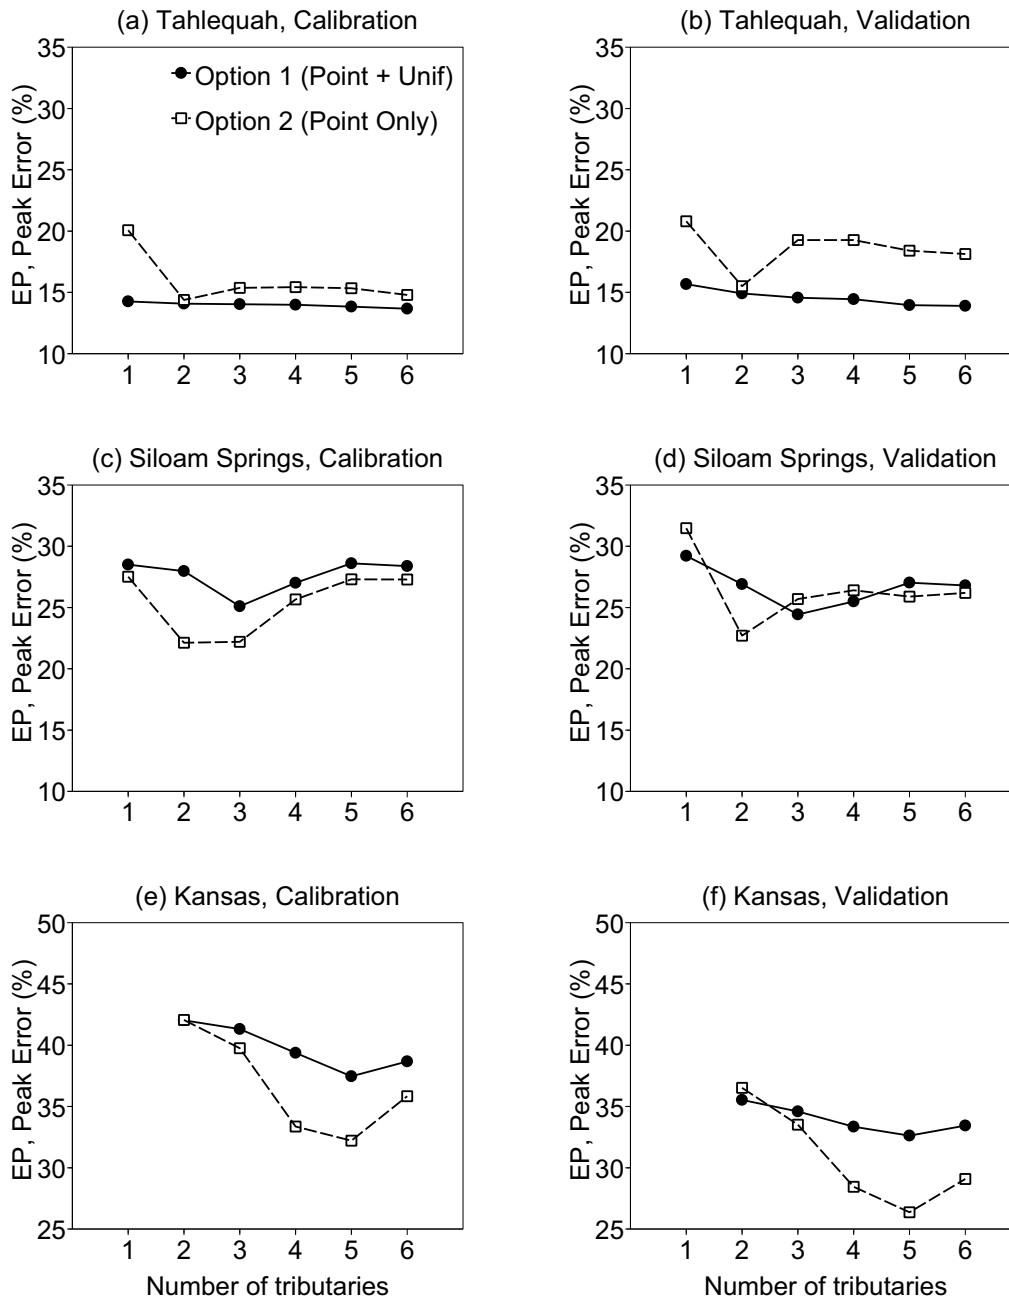 (a) Tahlequah, Calibration
EP, Peak Error (%)
35
30
25
20
15
10
1 2 3 4 5 6
Option 1 (Point + Unif)
Option 2 (Point Only)
(b) Tahlequah, Validation
EP, Peak Error (%)
35
30
25
20
15
10
1 2 3 4 5 6
(c) Siloam Springs, Calibration
EP, Peak Error (%)
35
30
25
20
15
10
1 2 3 4 5 6
(d) Siloam Springs, Validation
EP, Peak Error (%)
35
30
25
20
15
10
1 2 3 4 5 6
(e) Kansas, Calibration
EP, Peak Error (%)
50
45
40
35
30
25
1 2 3 4 5 6
Number of tributaries
(f) Kansas, Validation
EP, Peak Error (%)
50
45
40
35
30
25
1 2 3 4 5 6
Number of tributaries